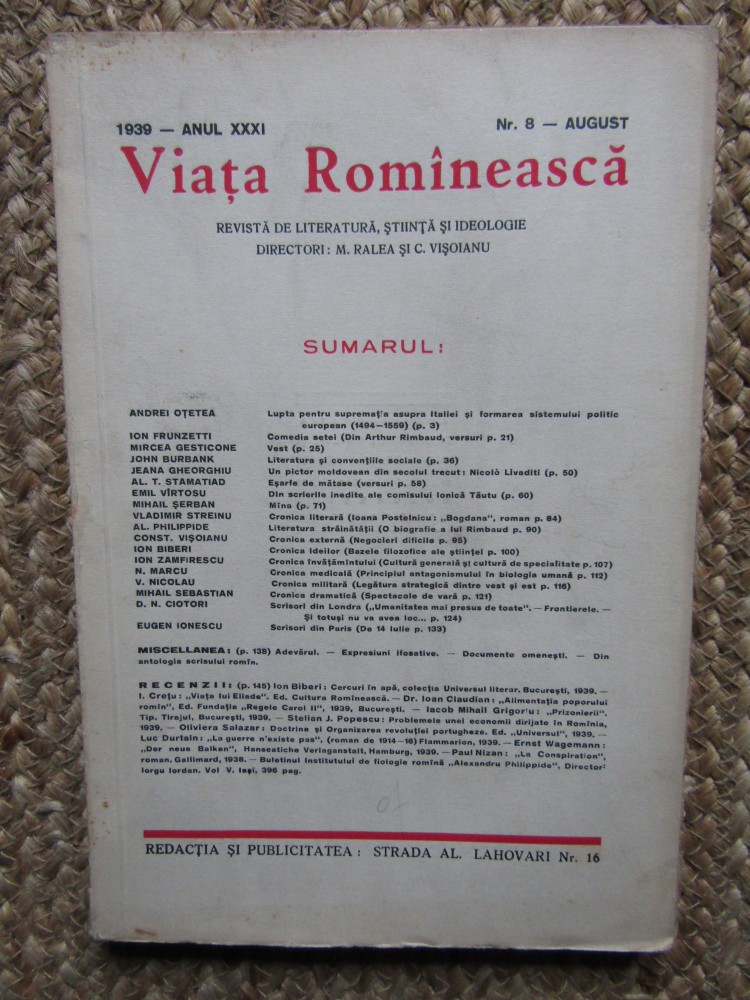 1939 — ANUL XXXI Nr. 8 — AUGUST
Viața Romînească
REVISTĂ DE LITERATURĂ, ȘTIINȚĂ ȘI IDEOLOGIE
DIRECTORI: M. RALEA ȘI C. VIȘOIANU
SUMARUL:
ANDREI OȚETEA Lupta pentru supremaț'a asupra Italiei și formarea sistemului politic
european (1494—1559) (p. 3)
ION FRUNZETTI Comedia setei (Din Arthur Rimbaud, versuri p. 21)
MIRCEA GESTICONE Vest (p. 25)
JOHN BURBANK Literatura și convențiile sociale (p. 36)
JEANA GHEORGHIU Un pictor moldovean din secolul trecut: Nicolò Livaditi (p. 50)
AL. T. STAMATIAD Eșarfe de mătase (versuri p. 58)
EMIL VÎRTOSU Din scrierile inedite ale comisului Ionică Tăutu (p. 60)
MIHAIL ȘERBAN Mîna (p. 71)
VLADIMIR STREINU Cronica literară (Ioana Postelnicu: „Bogdana", roman p. 84)
AL. PHILIPPIDE Literatura străinătății (O biografie a lui Rimbaud p. 90)
CONST. VIȘOIANU Cronica externă (Negocieri dificile p. 95)
ION BIBERI Cronica ideilor (Bazele filozofice ale științei p. 100)
ION ZAMFIRESCU Cronica învățămîntului (Cultură generală și cultură de specialitate p. 107)
N. MARCU Cronica medicală (Principiul antagonismului în biologia umană p. 112)
V. NICOLAU Cronica militară (Legătura strategică dintre vest și est p. 116)
MIHAIL SEBASTIAN Cronica dramatică (Spectacole de vară p. 121)
D. N. CIOTORI Scrisori din Londra („Umanitatea mai presus de toate". — Frontierele. —
Și totuși nu va avea loc... p. 124)
EUGEN IONESCU Scrisori din Paris (De 14 Iulie p. 133)
MISCELLANEA: (p. 138) Adevărul. — Expresiuni ifosative. — Documente omenești. — Din
antologia scrisului romîn.
RECENZII: (p. 145) Ion Biberi: Cercuri în apă, colecția Universul literar. București, 1939. —
I. Crețu: „Viața lui Eliade". Ed. Cultura Romînească. — Dr. Ioan Claudian: „Alimentația poporului
romîn", Ed. Fundația „Regele Carol II", 1939, București. — Iacob Mihail Grigoriu: „Prizonierii",
Tip. Tirajul, București, 1939. — Stelian J. Popescu: Problemele unei economii dirijate în Romînia,
1939, — Oliviera Salazar: Doctrine și Organizarea revoluției portugheze. Ed. „Universul", 1939. —
Luc Durtain: „La guerre n'existe pas", (roman de 1914—16) Flammarion, 1939. — Ernst Wagemann:
„Der neue Balkan", Hanseatiche Verlaganstalt, Hamburg, 1939. — Paul Nizan: „La Conspiration",
roman, Gallimard, 1938. — Buletinul Institutului de filologie romînă „Alexandru Philippide", Director:
Iorgu Iordan. Vol V. Iași, 396 pag.
REDACȚIA ȘI PUBLICITATEA: STRADA AL. LAHOVARI Nr. 16